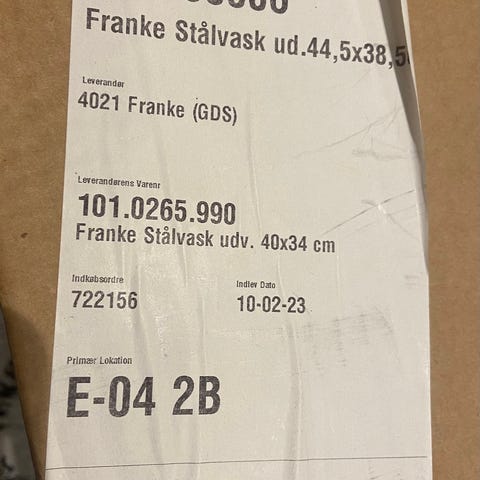 Franke Stålvask ud.44,5x38,5
Leverandør
4021 Franke (GDS)
Leverandørens Varenr
101.0265.990
Franke Stålvask udv. 40x34 cm
Indkøbsordre
Indlev Dato
722156
10-02-23
Primær Lokation
E-04 2B